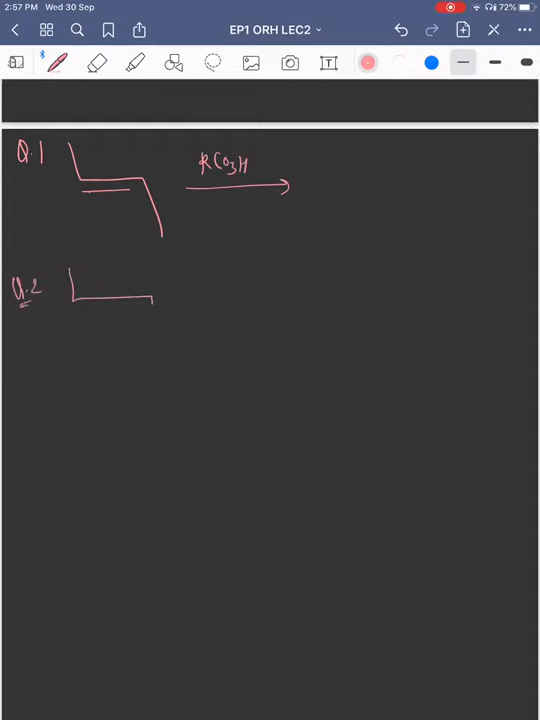 2:57 PM Wed 30 Sep
72%
EP1 ORH LEC2
T
Q.1
RCO3H
Q.2